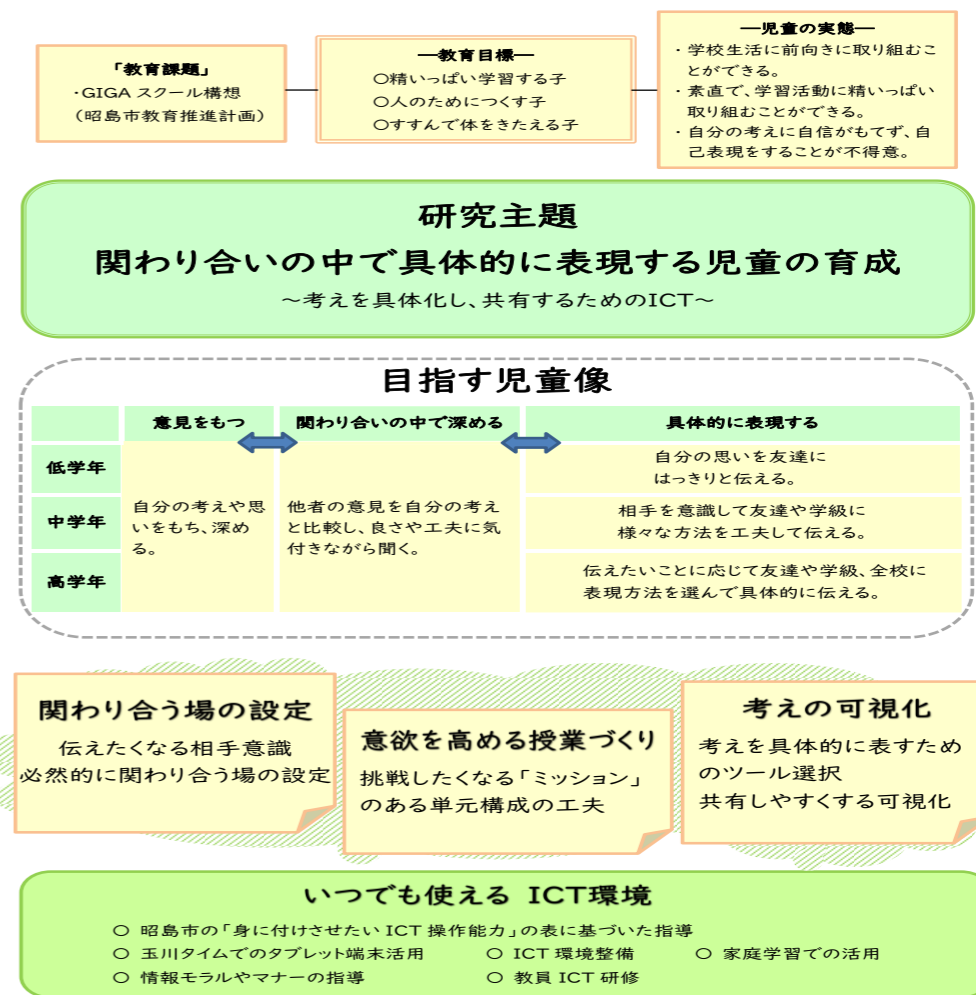 「教育課題」
・GIGAスクール構想
（昭島市教育推進計画）
―教育目標―
○精いっぱい学習する子
○人のためにつくす子
○すすんで体をきたえる子
―児童の実態―
・学校生活に前向きに取り組むこ
とができる。
・素直で、学習活動に精いっぱい
取り組むことができる。
・自分の考えに自信がもてず、自
己表現をすることが不得意。
研究主題
関わり合いの中で具体的に表現する児童の育成
～考えを具体化し、共有するためのICT～
目指す児童像
意見をもつ
関わり合いの中で深める
具体的に表現する
低学年
中学年
高学年
自分の考えや思
いをもち、深め
る。
他者の意見を自分の考え
と比較し、良さや工夫に気
付きながら聞く。
自分の思いを友達に
はっきりと伝える。
相手を意識して友達や学級に
様々な方法を工夫して伝える。
伝えたいことに応じて友達や学級、全校に
表現方法を選んで具体的に伝える。
関わり合う場の設定
伝えたくなる相手意識
必然的に関わり合う場の設定
意欲を高める授業づくり
挑戦したくなる「ミッション」
のある単元構成の工夫
考えの可視化
考えを具体的に表すため
のツール選択
共有しやすくする可視化
いつでも使える ICT環境
○ 昭島市の「身に付けさせたい ICT 操作能力」の表に基づいた指導
○ 玉川タイムでのタブレット端末活用 ○ ICT 環境整備 ○ 家庭学習での活用
○ 情報モラルやマナーの指導 ○ 教員 ICT 研修